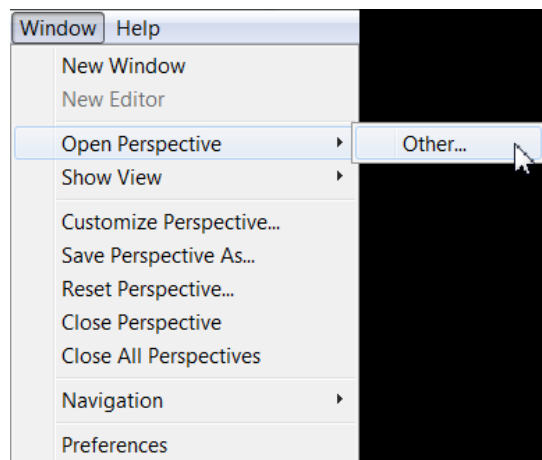 Window Help
New Window
New Editor
Open Perspective
Other...
Show View
Customize Perspective...
Save Perspective As...
Reset Perspective...
Close Perspective
Close All Perspectives
Navigation
Preferences